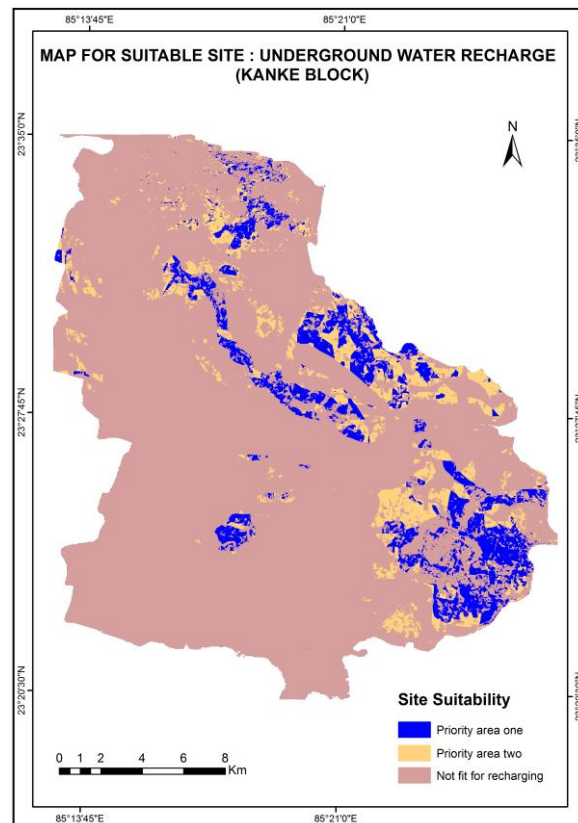 85°13'45"E 85°21'0"E
MAP FOR SUITABLE SITE : UNDERGROUND WATER RECHARGE
(KANKE BLOCK)
23°35'0"N
N
23°27'45"N
23°20'30"N
Site Suitability
Priority area one
Priority area two
Not fit for recharging
0 1 2 4 6 8
Km
85°13'45"E 85°21'0"E